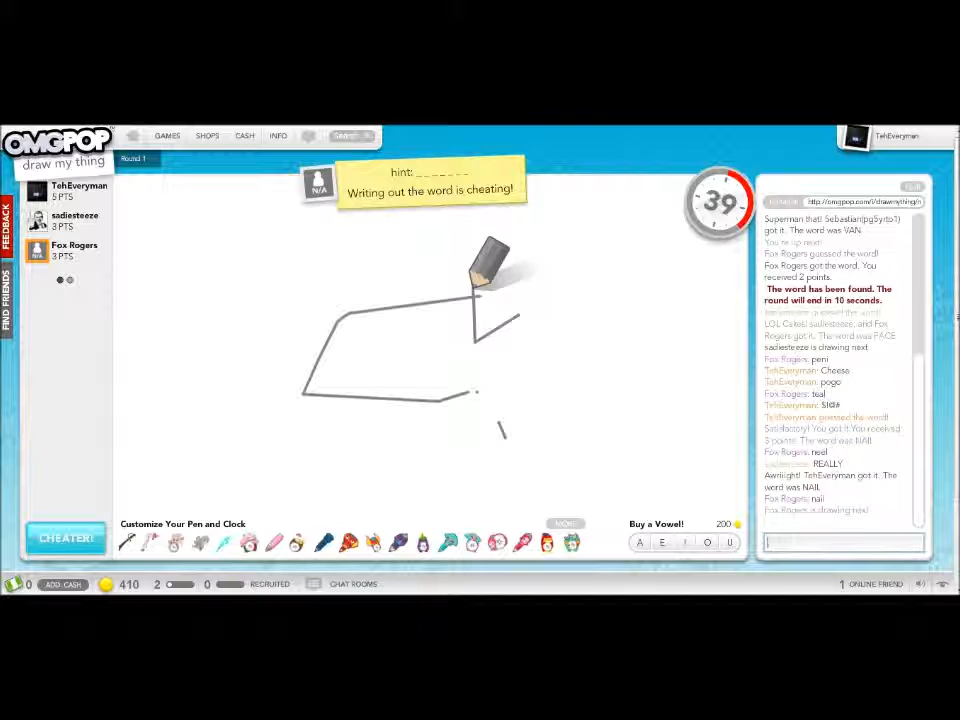 OMGPOP
draw my thing
GAMES SHOPS CASH INFO
Search
TehEveryman
Round 1
FEEDBACK
FIND FRIENDS
TehEveryman
5 PTS
sadiesteeze
3 PTS
N/A
Fox Rogers
3 PTS
N/A
hint: _ _ _ _ _ _ _
Writing out the word is cheating!
39
http://omgpop.com/l/drawmything/n
Superman that! Sebastian(pg5yrto1)
got it. The word was VAN.
You're up next!
Fox Rogers guessed the word!
Fox Rogers got the word. You
received 2 points.
The word has been found. The
round will end in 10 seconds.
LOL Cakes! sadiesteeze, and Fox
Rogers got it. The word was FACE
sadiesteeze is drawing next
Fox Rogers: peni
TehEveryman: Cheese
TehEveryman: pogo
Fox Rogers: teal
TehEveryman: $!@#
TehEveryman guessed the word!
Satisfactory! You got it.You received
3 points. The word was NAIL
Fox Rogers: neel
REALLY
Awriiight! TehEveryman got it. The
word was NAIL
Fox Rogers: nail
Fox Rogers is drawing next
Customize Your Pen and Clock
MORE
Buy a Vowel! 200
A E I O U
CHEATER!
0 ADD CASH 410 2 0 RECRUITED CHAT ROOMS
1 ONLINE FRIEND